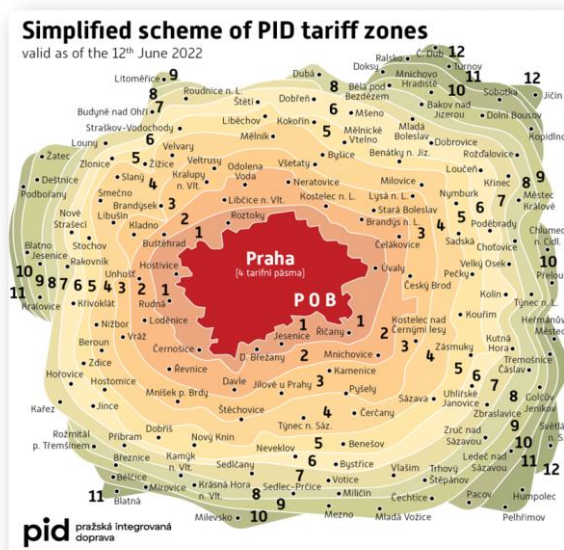 Simplified scheme of PID tariff zones
valid as of the 12th June 2022
Č. Dub 12
Ralsko
Turnov
Doksy
11
Mnichovo
Hradiště
12
Litoměřice 9
Dubá
8
Bělá pod
Bezdězem
10
Sobotka
Jičín
8
Roudnice n. L.
Štětí
Dobřeň
Bakov nad
Jizerou
Dolní Bousov
Budyně nad Ohří 7
Liběchov
Kokořín
6
Mšeno
Mladá
Boleslav
Kopidlno
Straškov-Vodochody
Mělník
5
Mělnické
Vtelno
Dobrovice
Louny
6
Velvary
Byšice
Benátky n. Jiz.
Rožďalovice
Žatec
Zlonice
5
Žižice
Veltrusy
Odolena
Voda
Všetaty
Loučeň
8 9
Deštnice
Slaný
4
Kralupy
n. Vlt.
Neratovice
Milovice
Křinec
Podbořany
Smečno
Brandýsek
3
Libčice n. Vlt.
Kostelec n. L.
Lysá n. L.
Nymburk
6
7
Městec
Králové
Nové
Strašecí
Libušín
2
Roztoky
Stará Boleslav
5
Poděbrady
Kladno
1
Brandýs n. L.
4
Chlumec
n. Cidl.
Blatno
Stochov
Buštěhrad
Čelákovice
3
Sadská
Choťovice
Jesenice
Rakovník
Hostivice
Praha
(4 tarifní pásma)
Velký Osek
10
10
Unhošť
Úvaly
Pečky
Přelouč
11 9 8 7 6 5 4 3 2 1
Český Brod
Kralovice
Křivoklát
Rudná
P O B
Kolín
Týnec n. L.
Nižbor
Loděnice
1
1
Kostelec nad
Černými lesy
Kouřim
Heřmanův
Městec
Beroun
Vráž
Černošice
Jesenice
Říčany
2
Kutná
Hora
Třemošnice
Zdice
D. Břežany
2
Mnichovice
3
4
Zásmuky
Čáslav
Hořovice
Řevnice
Kamenice
5
6
Hostomice
Davle
Jílové u Prahy
3
Uhlířské
Janovice
7
Golčův
Jeníkov
Kařez
Jince
Mníšek p. Brdy
Pyšely
Sázava
8
Zbraslavice
Štěchovice
4
Čerčany
9
Světlá
n. S.
Rožmitál
p. Třemšínem
Dobříš
Týnec n. Sáz.
Zruč nad
Sázavou
Příbram
Nový Knín
5
Benešov
10
Březnice
Kamýk
n. Vlt.
Neveklov
6
Ledeč nad
Sázavou
Bělčice
Sedlčany
Bystřice
11
7
Votice
Vlašim
Trhový
Štěpánov
12
11
Mirovice
Krásná Hora
n. Vlt.
8
Sedlec-Prčice
Blatná
9
Miličín
Čechtice
Pacov
Humpolec
Milevsko
10
Mezno
Mladá Vožice
Pelhřimov
pid pražská integrovaná
doprava